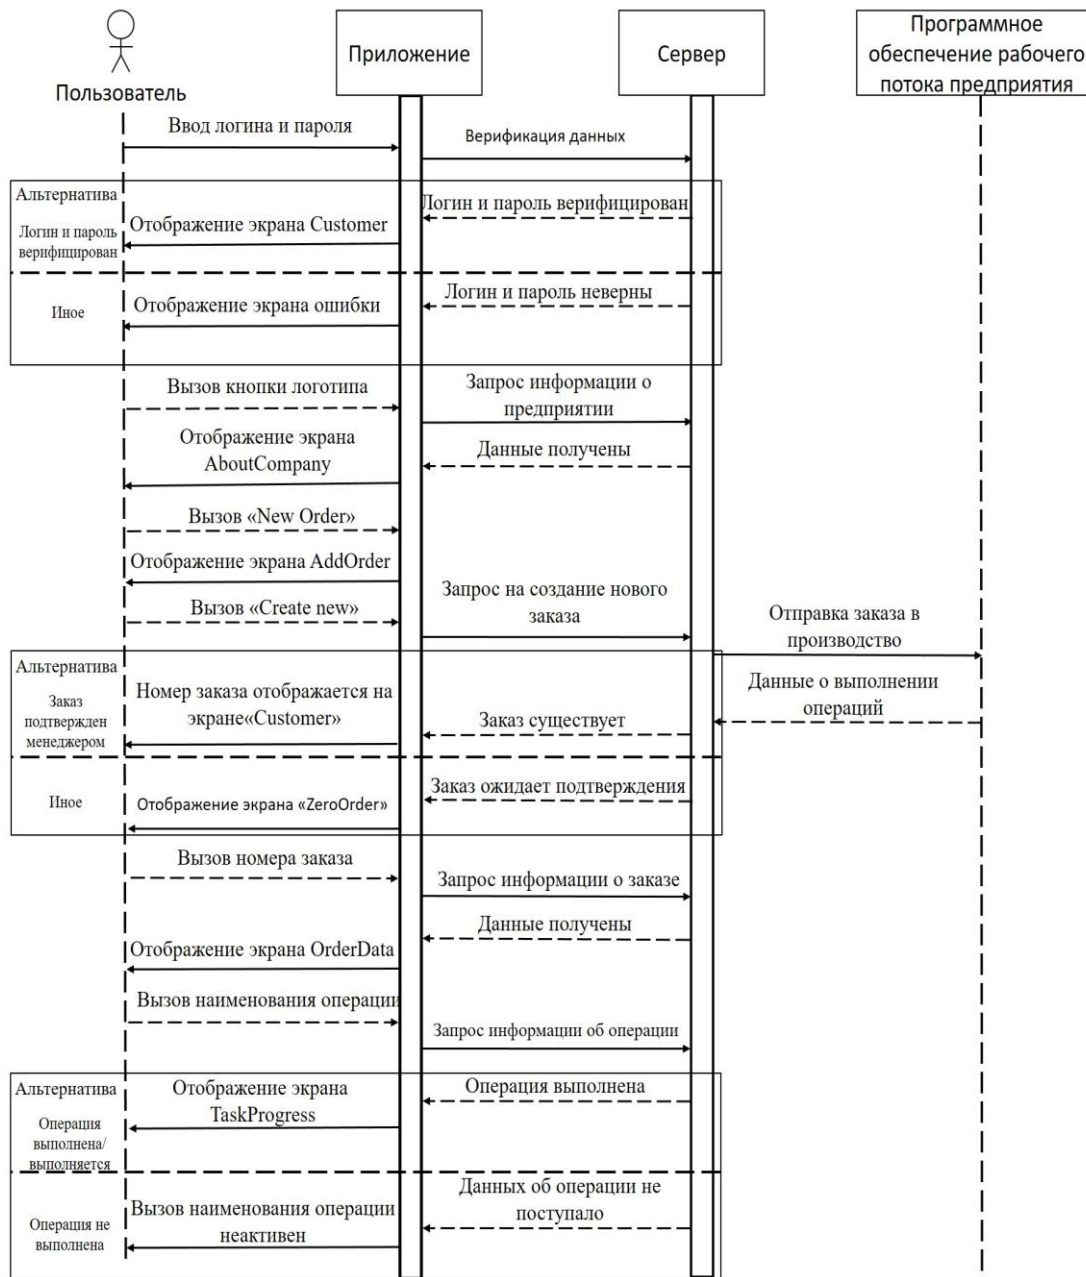 Пользователь
Приложение
Сервер
Программное
обеспечение рабочего
потока предприятия
Ввод логина и пароля
Верификация данных
Альтернатива
Логин и пароль
верифицирован
Логин и пароль верифицирован
Отображение экрана Customer
Иное
Логин и пароль неверны
Отображение экрана ошибки
Вызов кнопки логотипа
Запрос информации о
предприятии
Отображение экрана
AboutCompany
Данные получены
Вызов «New Order»
Отображение экрана AddOrder
Вызов «Create new»
Запрос на создание нового
заказа
Отправка заказа в
производство
Альтернатива
Заказ
подтвержден
менеджером
Номер заказа отображается на
экране«Customer»
Заказ существует
Данные о выполнении
операций
Иное
Заказ ожидает подтверждения
Отображение экрана «ZeroOrder»
Вызов номера заказа
Запрос информации о заказе
Данные получены
Отображение экрана OrderData
Вызов наименования операции
Запрос информации об операции
Альтернатива
Операция
выполнена/
выполняется
Отображение экрана
TaskProgress
Операция выполнена
Данных об операции не
поступало
Операция не
выполнена
Вызов наименования операции
неактивен